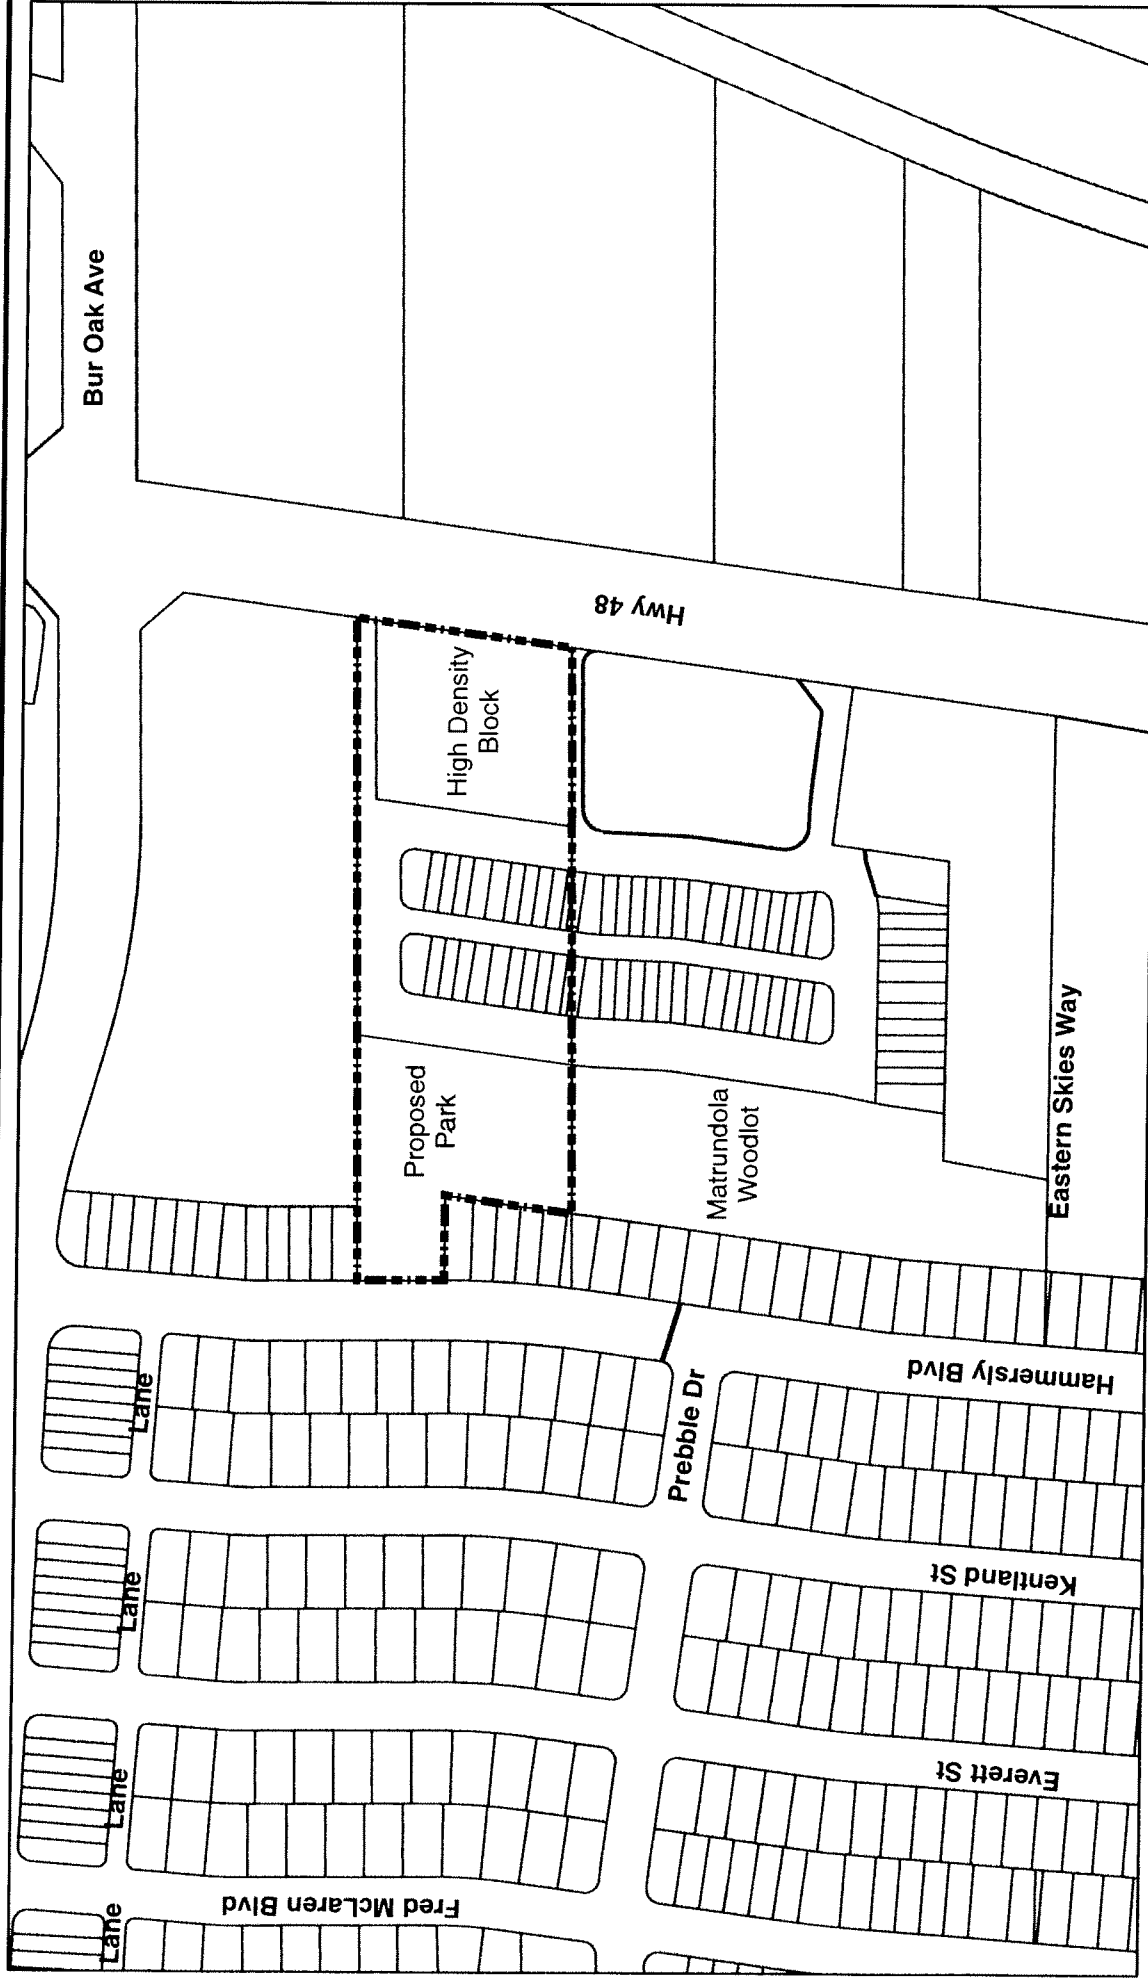 Bur Oak Ave
Hwy 48
High Density
Block
Proposed
Park
Matrundola
Woodlot
Eastern Skies Way
Hammersly Blvd
Prebble Dr
Kentland St
Everett St
Fred McLaren Blvd
Lane
Lane
Lane
Lane